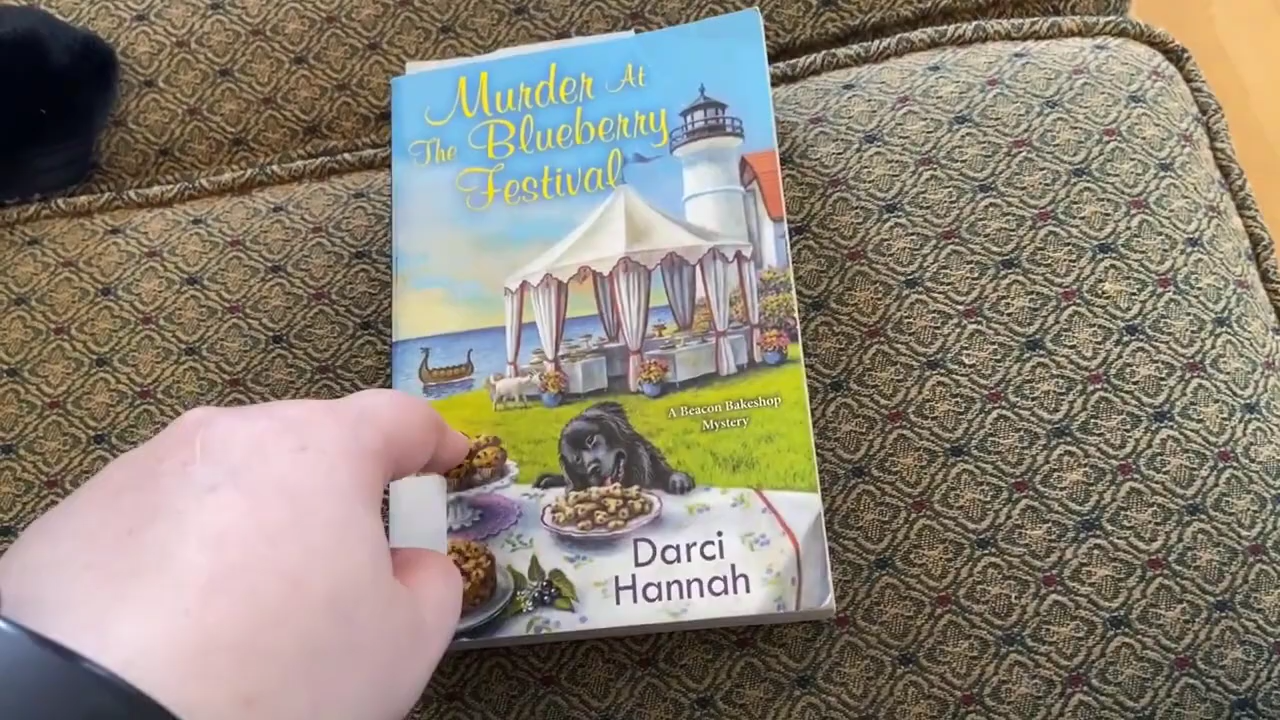 Murder At
The Blueberry
Festival
A Beacon Bakeshop
Mystery
Darci
Hannah